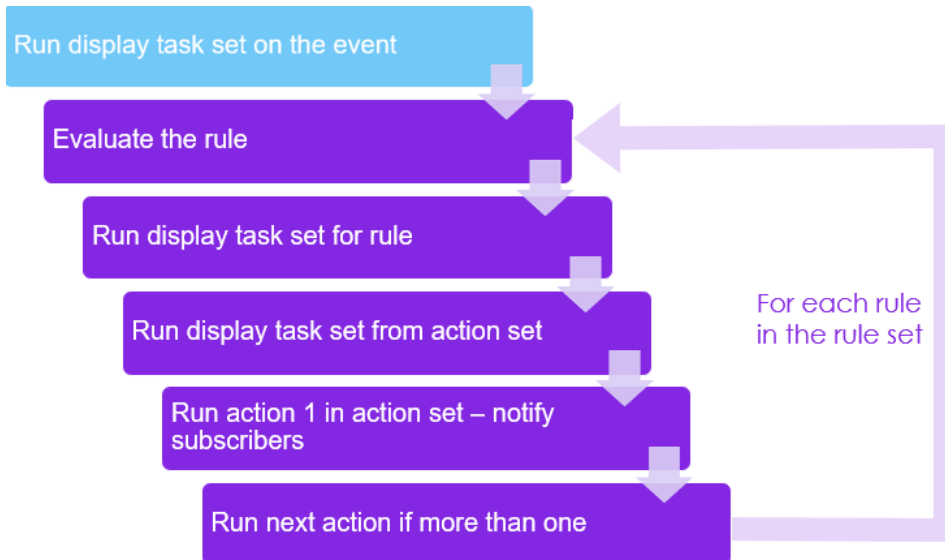 Run display task set on the event
Evaluate the rule
Run display task set for rule
Run display task set from action set
For each rule
in the rule set
Run action 1 in action set – notify
subscribers
Run next action if more than one